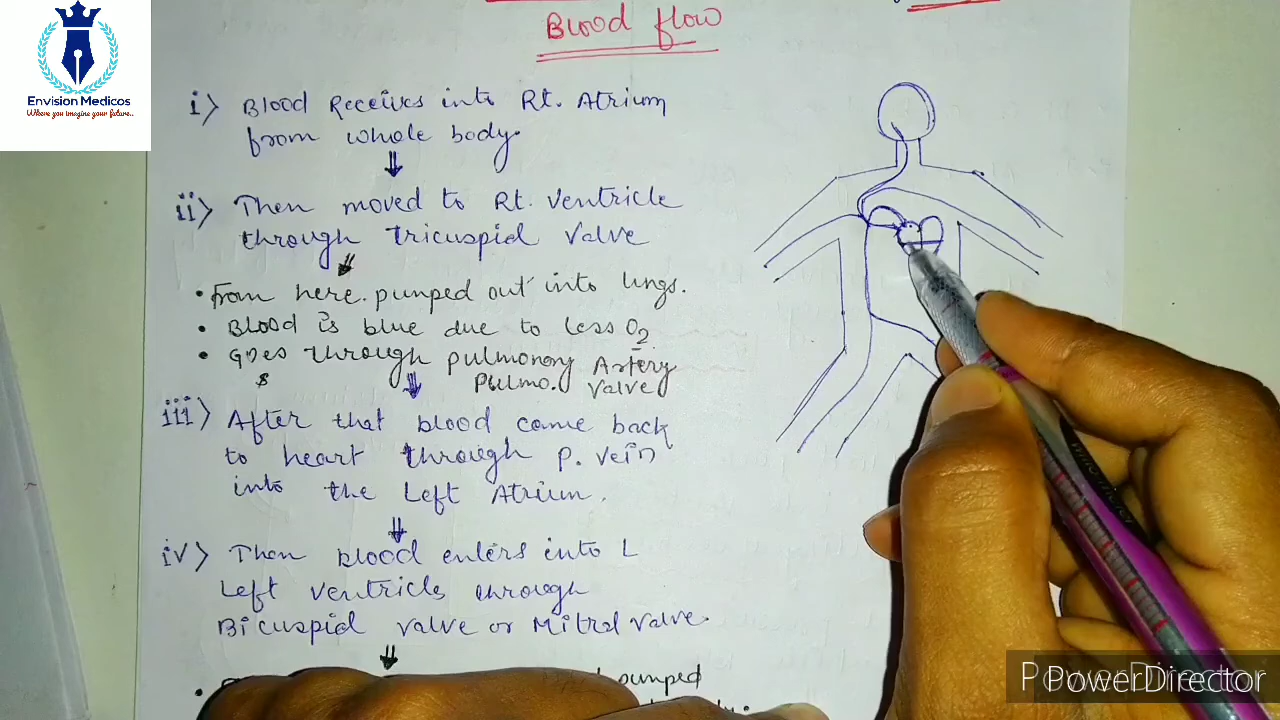 Envision Medicos
Where you imagine your future..
Blood flow
i> Blood Receives into Rt. Atrium
from whole body.
ii> Then moved to Rt. ventricle
through tricuspid valve
• from here. pumped out into lungs.
• Blood is blue due to less O2
• Goes through pulmonory Artery
Pulmo. valve
iii> After that blood come back
to heart through P. vein
into the Left Atrium.
iv> Then blood enters into L
Left ventricle through
Bicuspid valve or Mitral valve.
pumped
PowerDirector
PowerDirector